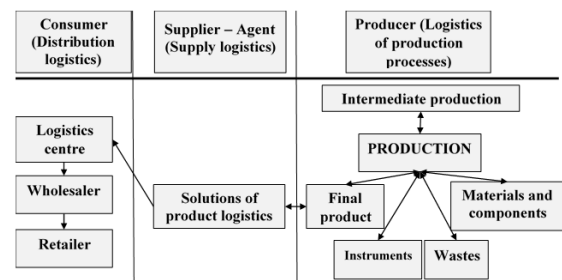 Consumer
(Distribution
logistics)
Supplier – Agent
(Supply logistics)
Producer (Logistics
of production
processes)
Intermediate production
Logistics
centre
PRODUCTION
Wholesaler
Solutions of
product logistics
Final
product
Materials and
components
Retailer
Instruments
Wastes